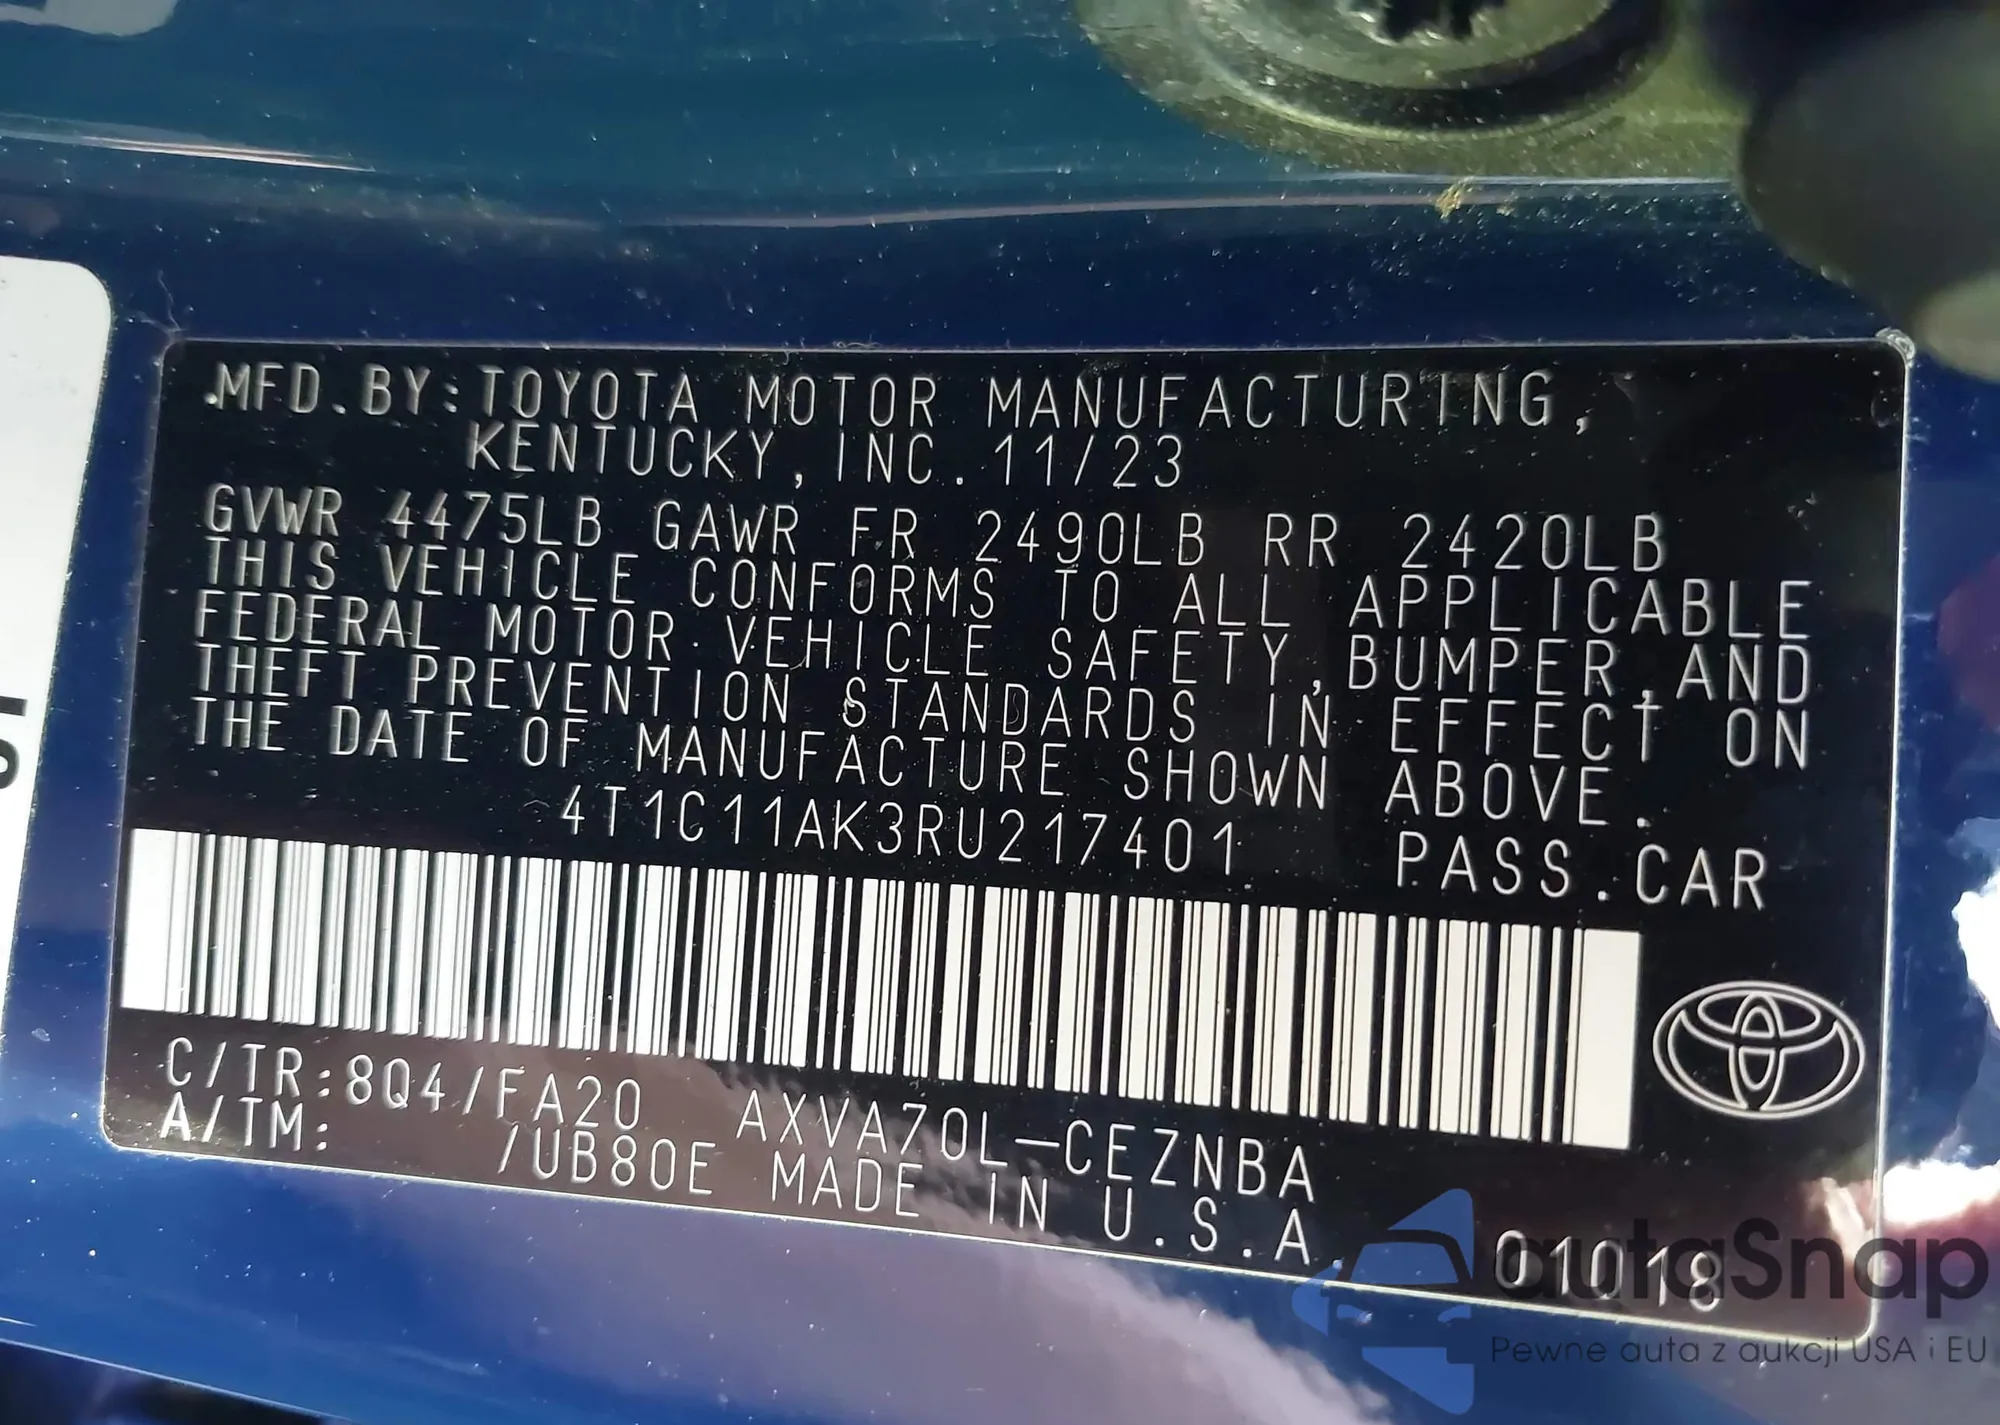 MFD.BY:TOYOTA MOTOR MANUFACTURING,
KENTUCKY,INC. 11/23
GVWR 4475LB GAWR FR 2490LB RR 2420LB
THIS VEHICLE CONFORMS TO ALL APPLICABLE
FEDERAL MOTOR VEHICLE SAFETY,BUMPER,AND
THEFT PREVENTION STANDARDS IN EFFECT ON
THE DATE OF MANUFACTURE SHOWN ABOVE.
4T1C11AK3RU217401 PASS.CAR
C/TR:8Q4/FA20 AXVA70L-CEZNBA
A/TM: /UB80E MADE IN U.S.A.
01018
autaSnap
Pewne auta z aukcji USA i EU